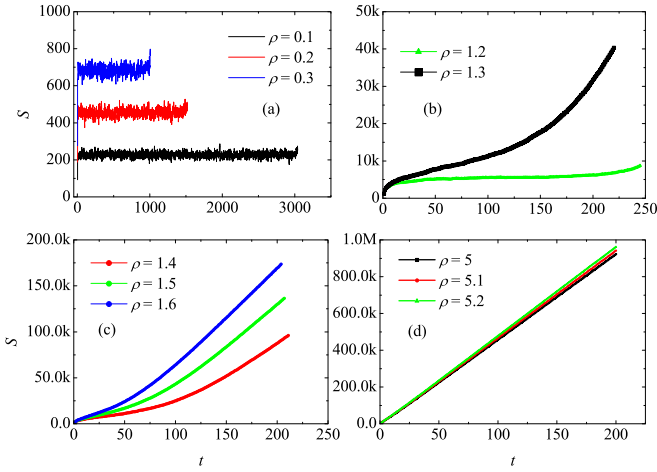 S
1000
800
600
400
200
0
0 1000 2000 3000
ρ = 0.1
ρ = 0.2
ρ = 0.3
(a)
50k
40k
30k
20k
10k
0
0 50 100 150 200 250
ρ = 1.2
ρ = 1.3
(b)
S
200.0k
150.0k
100.0k
50.0k
0.0
0 50 100 150 200 250
t
ρ = 1.4
ρ = 1.5
ρ = 1.6
(c)
1.0M
800.0k
600.0k
400.0k
200.0k
0.0
0 50 100 150 200
t
ρ = 5
ρ = 5.1
ρ = 5.2
(d)